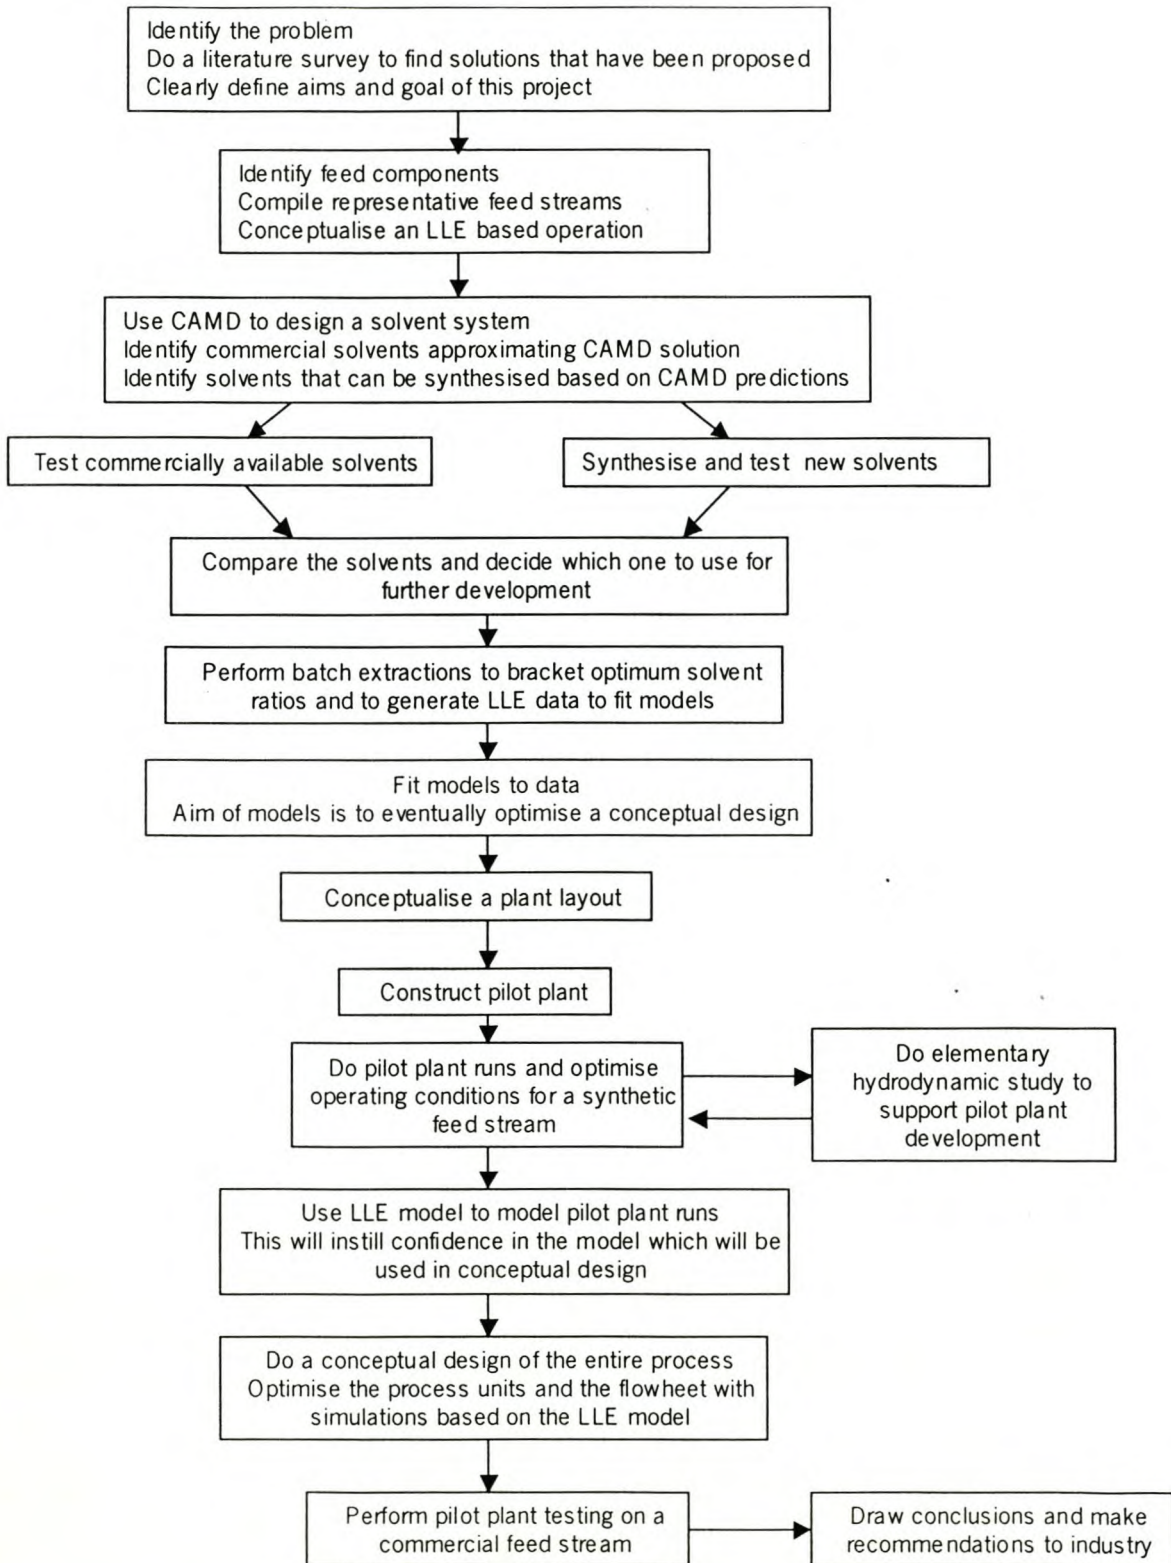 Identify the problem
Do a literature survey to find solutions that have been proposed
Clearly define aims and goal of this project
Identify feed components
Compile representative feed streams
Conceptualise an LLE based operation
Use CAMD to design a solvent system
Identify commercial solvents approximating CAMD solution
Identify solvents that can be synthesised based on CAMD predictions
Test commercially available solvents
Synthesise and test new solvents
Compare the solvents and decide which one to use for
further development
Perform batch extractions to bracket optimum solvent
ratios and to generate LLE data to fit models
Fit models to data
Aim of models is to eventually optimise a conceptual design
Conceptualise a plant layout
Construct pilot plant
Do pilot plant runs and optimise
operating conditions for a synthetic
feed stream
Do elementary
hydrodynamic study to
support pilot plant
development
Use LLE model to model pilot plant runs
This will instill confidence in the model which will be
used in conceptual design
Do a conceptual design of the entire process
Optimise the process units and the flowheet with
simulations based on the LLE model
Perform pilot plant testing on a
commercial feed stream
Draw conclusions and make
recommendations to industry